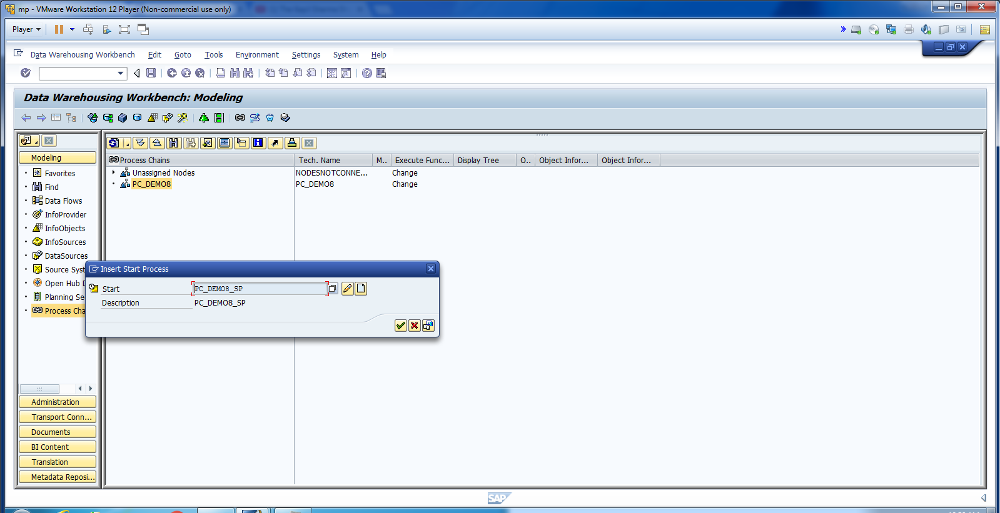 mp - VMware Workstation 12 Player (Non-commercial use only)
Player
Data Warehousing Workbench Edit Goto Tools Environment Settings System Help
Data Warehousing Workbench: Modeling
Modeling
Favorites
Find
Data Flows
InfoProvider
InfoObjects
InfoSources
DataSources
Source Syst
Open Hub D
Planning Se
Process Cha
Administration
Transport Conn...
Documents
BI Content
Translation
Metadata Reposi...
Process Chains Tech. Name M.. Execute Func... Display Tree O.. Object Infor... Object Infor...
Unassigned Nodes NODESNOTCONNE... Change
PC_DEMO8 PC_DEMO8 Change
Insert Start Process
Start PC_DEMO8_SP
Description PC_DEMO8_SP
SAP